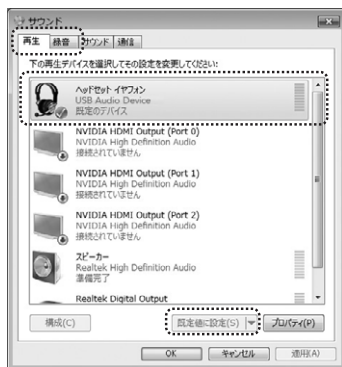 サウンド
再生 録音 サウンド 通信
下の再生デバイスを選択してその設定を変更してください:
ヘッドセット イヤフォン
USB Audio Device
既定のデバイス
NVIDIA HDMI Output (Port 0)
NVIDIA High Definition Audio
接続されていません
NVIDIA HDMI Output (Port 1)
NVIDIA High Definition Audio
接続されていません
NVIDIA HDMI Output (Port 2)
NVIDIA High Definition Audio
接続されていません
スピーカー
Realtek High Definition Audio
準備完了
Realtek Digital Output
構成(C) 既定値に設定(S) プロパティ(P)
OK キャンセル 適用(A)